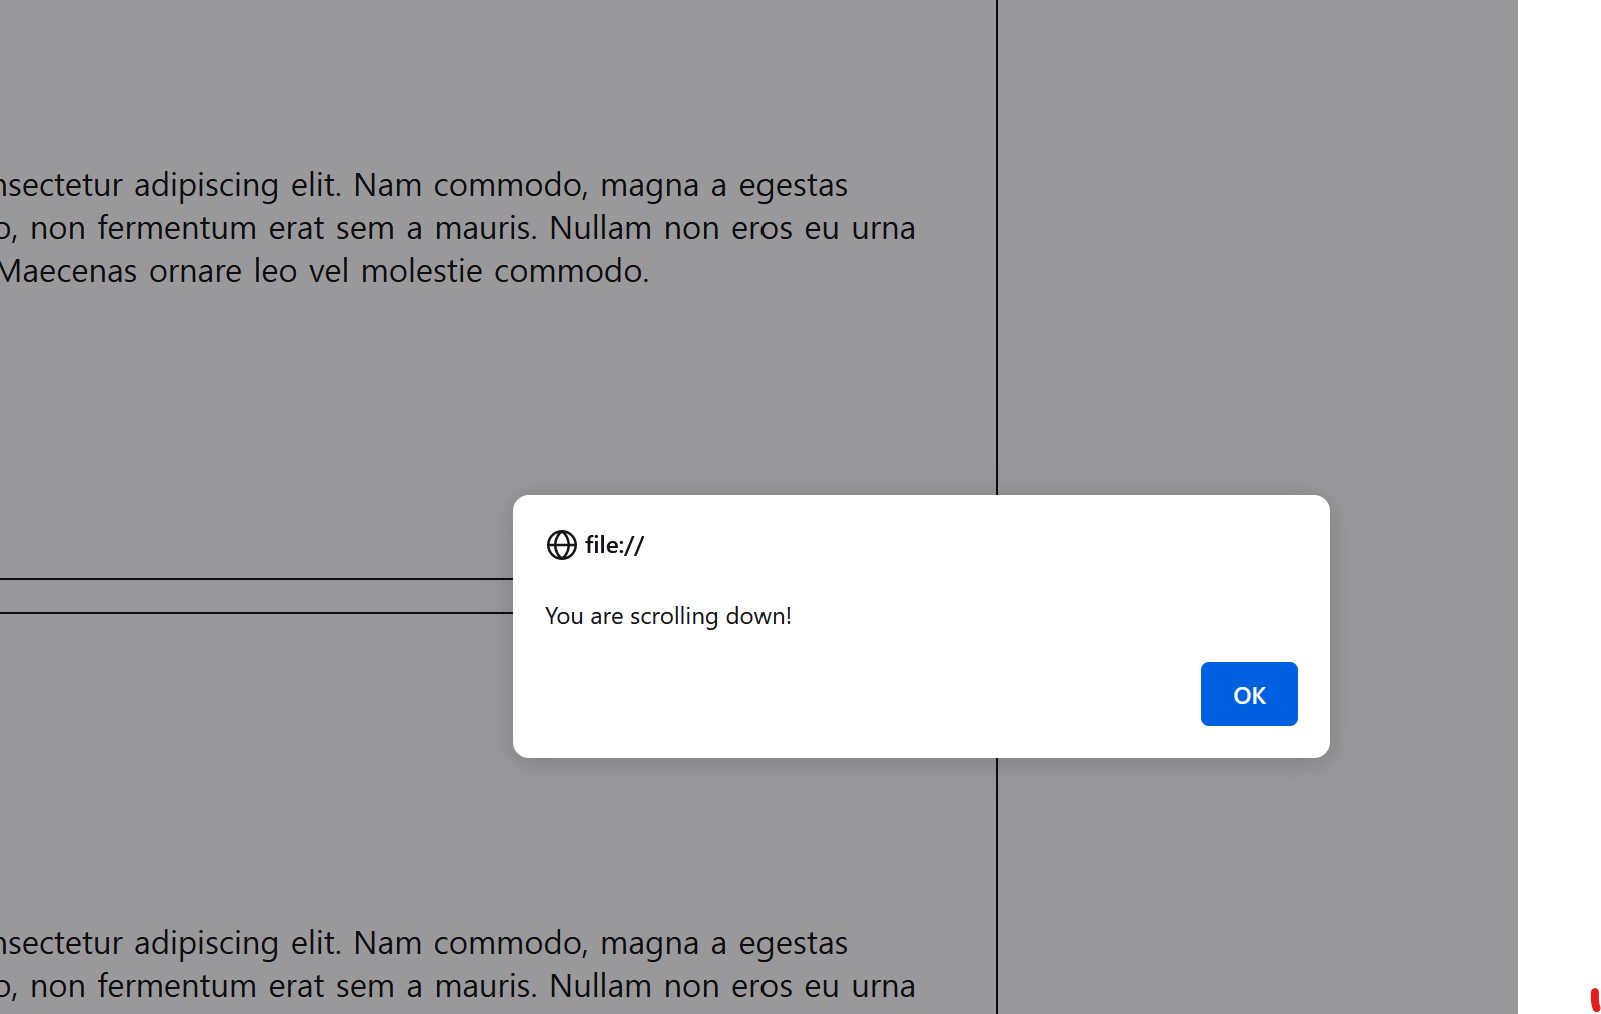 adipiscing elit. Nam commodo, magna a egestas
non fermentum erat sem a mauris. Nullam non eros eu urna
Maecenas ornare leo vel molestie commodo.
file://
You are scrolling down!
OK
adipiscing elit. Nam commodo, magna a egestas
non fermentum erat sem a mauris. Nullam non eros eu urna